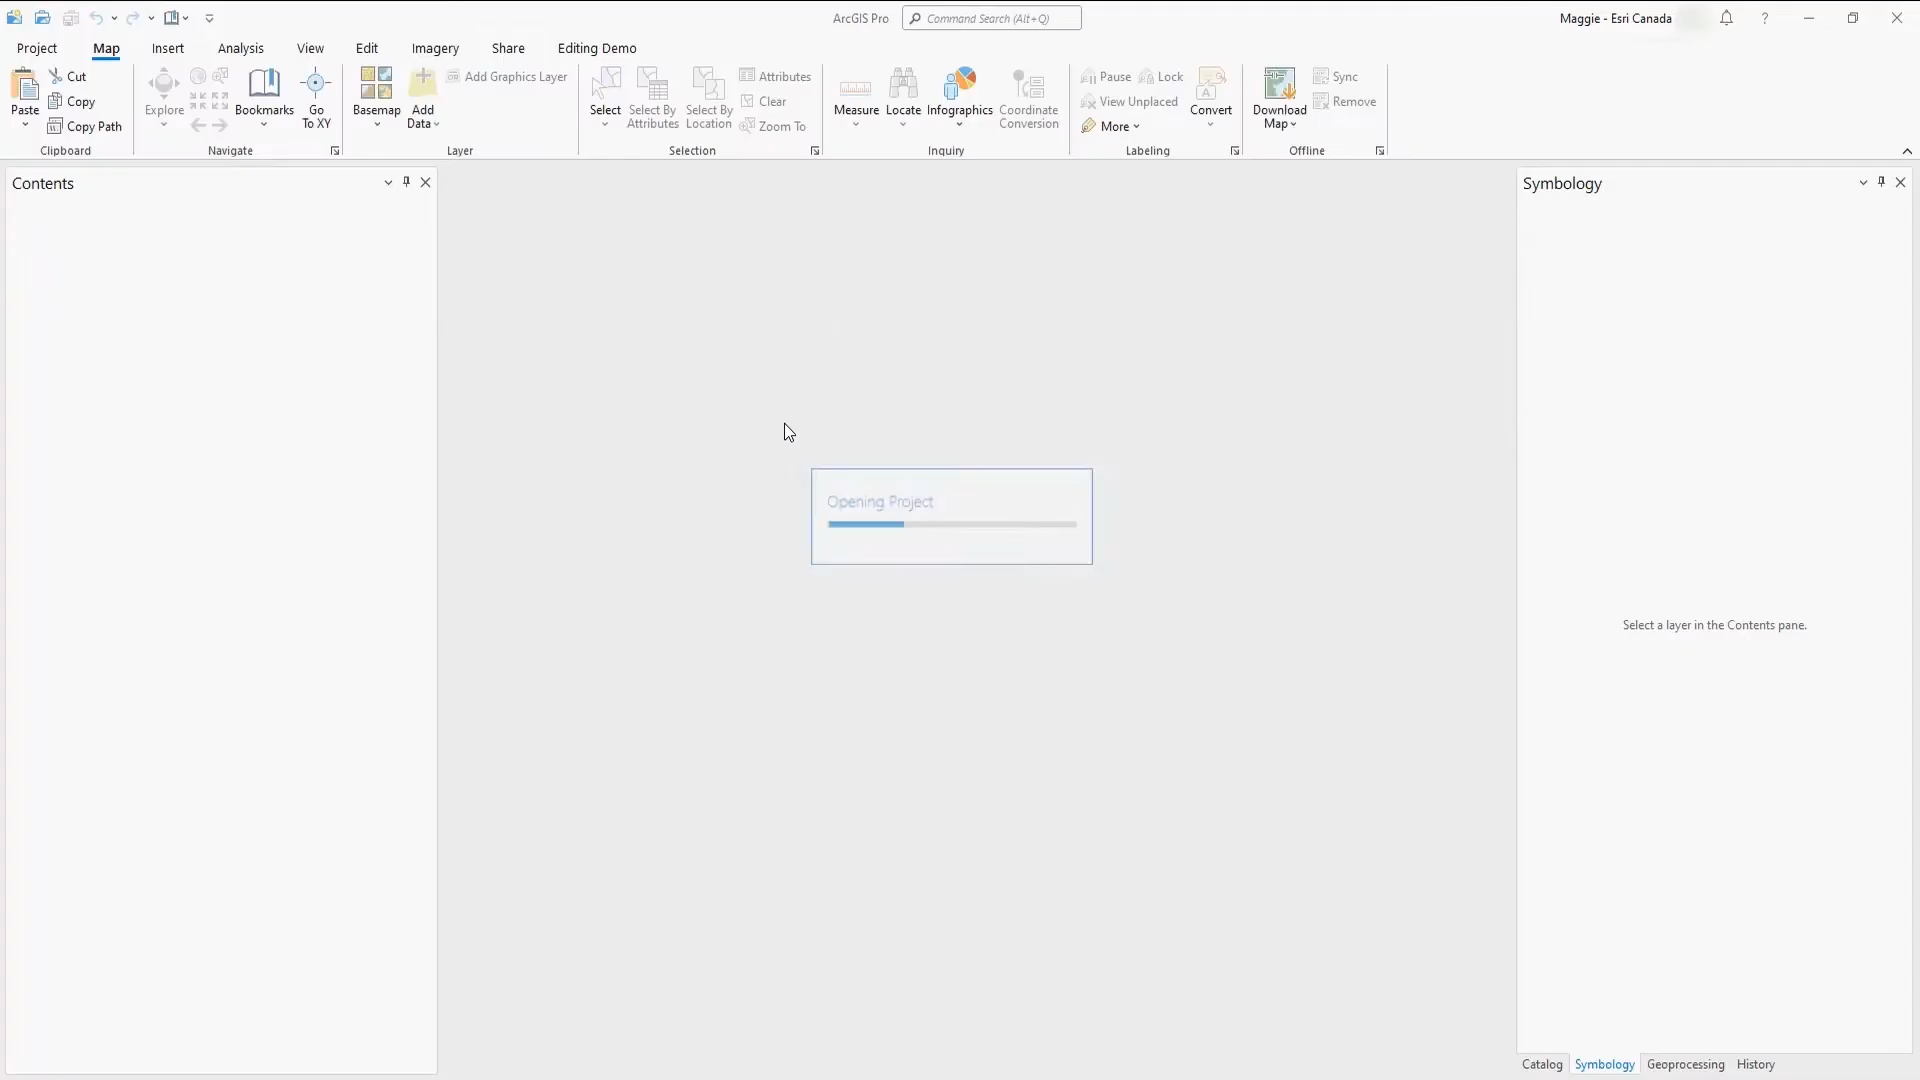 ArcGIS Pro
Command Search (Alt+Q)
Maggie - Esri Canada
?
Project Map Insert Analysis View Edit Imagery Share Editing Demo
Paste
Cut
Copy
Copy Path
Clipboard
Explore
Bookmarks
Go
To XY
Navigate
Basemap
Add
Data
Add Graphics Layer
Layer
Select
Select By
Attributes
Select By
Location
Attributes
Clear
Zoom To
Selection
Measure
Locate
Infographics
Coordinate
Conversion
Inquiry
Pause
Lock
View Unplaced
More
A
Convert
Labeling
Download
Map
Sync
Remove
Offline
Contents
Opening Project
Symbology
Select a layer in the Contents pane.
Catalog Symbology Geoprocessing History